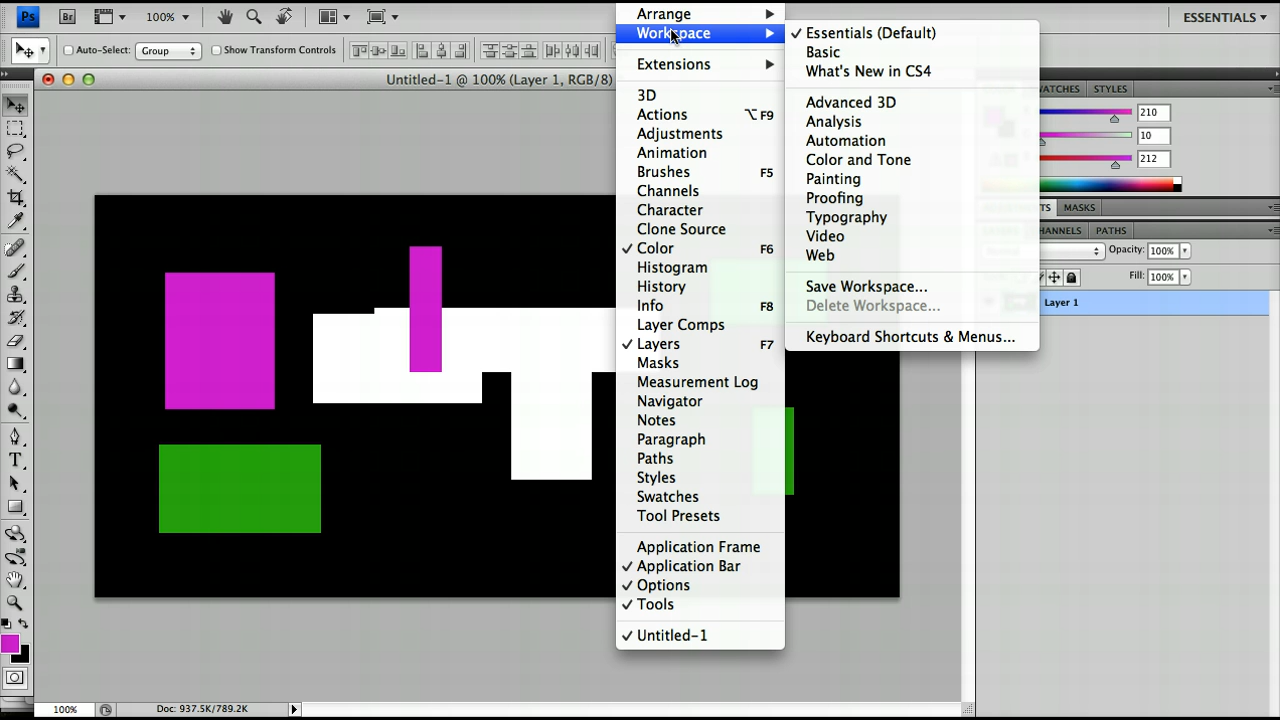 Ps
Br
100%
ESSENTIALS
Auto-Select:
Group
Show Transform Controls
Untitled-1 @ 100% (Layer 1, RGB/8)
Arrange
Workspace
Extensions
3D
Actions ⌥F9
Adjustments
Animation
Brushes F5
Channels
Character
Clone Source
Color F6
Histogram
History
Info F8
Layer Comps
Layers F7
Masks
Measurement Log
Navigator
Notes
Paragraph
Paths
Styles
Swatches
Tool Presets
Application Frame
Application Bar
Options
Tools
Untitled-1
Essentials (Default)
Basic
What's New in CS4
Advanced 3D
Analysis
Automation
Color and Tone
Painting
Proofing
Typography
Video
Web
Save Workspace...
Delete Workspace...
Keyboard Shortcuts & Menus...
WATCHES STYLES
210
10
212
TS MASKS
HANNELS PATHS
Opacity: 100%
Fill: 100%
Layer 1
100%
Doc: 937.5K/789.2K